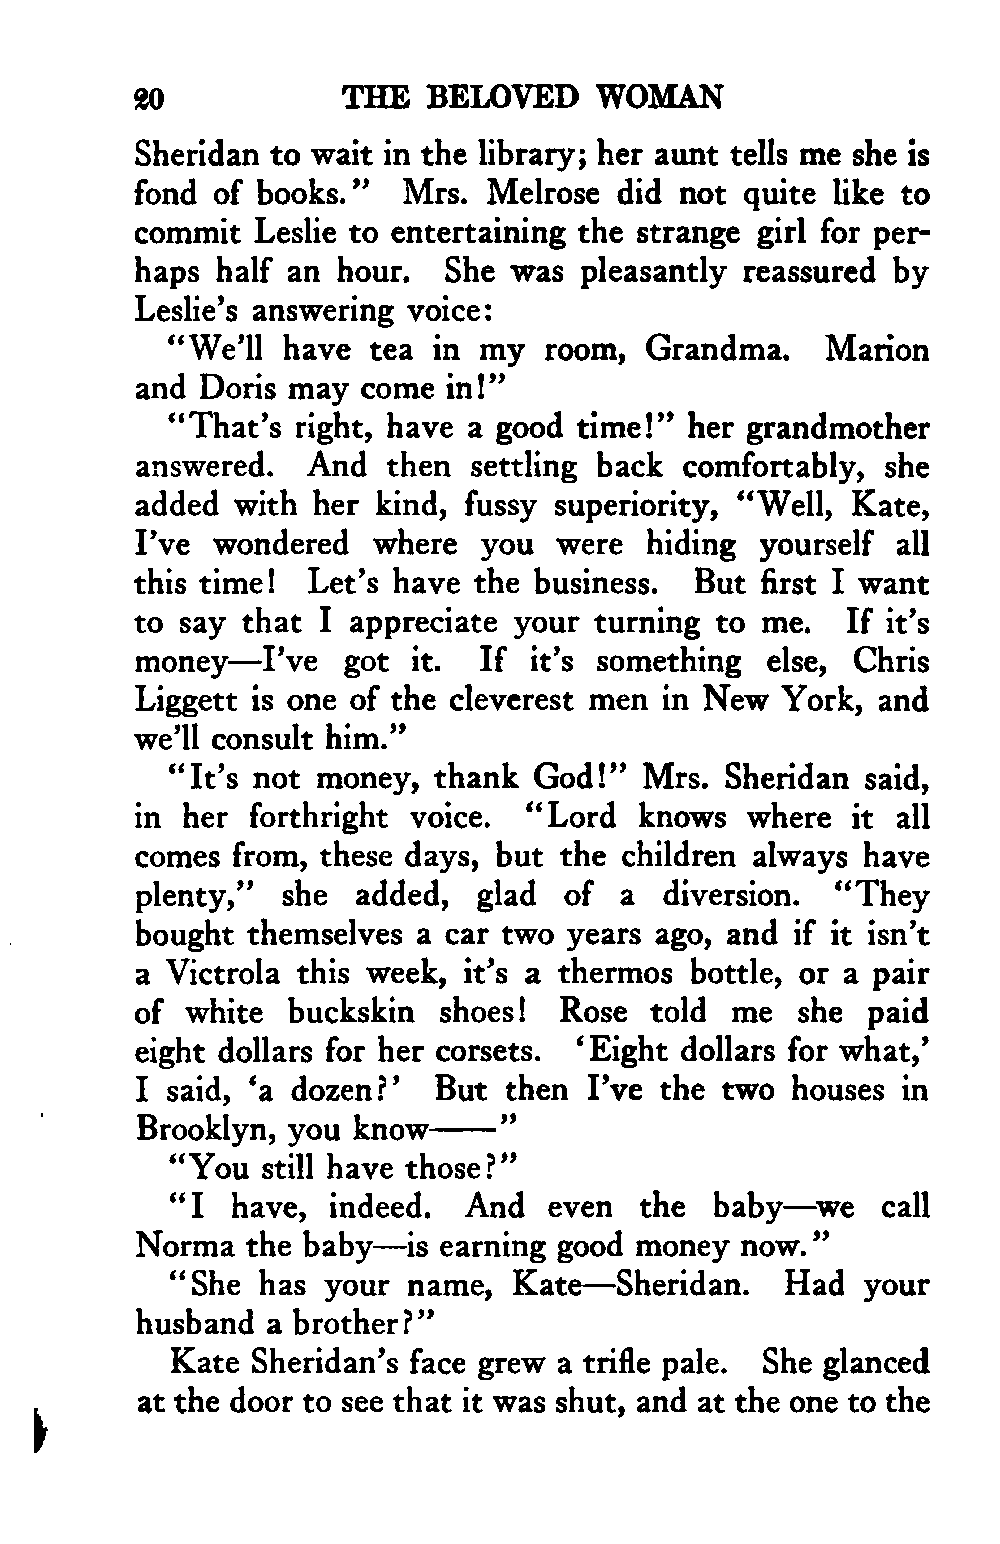 20 THE BELOVED WOMAN
Sheridan to wait in the library; her aunt tells me she is
fond of books." Mrs. Melrose did not quite like to
commit Leslie to entertaining the strange girl for per-
haps half an hour. She was pleasantly reassured by
Leslie's answering voice:
"We'll have tea in my room, Grandma. Marion
and Doris may come in!"
"That's right, have a good time!" her grandmother
answered. And then settling back comfortably, she
added with her kind, fussy superiority, "Well, Kate,
I've wondered where you were hiding yourself all
this time! Let's have the business. But first I want
to say that I appreciate your turning to me. If it's
money—I've got it. If it's something else, Chris
Liggett is one of the cleverest men in New York, and
we'll consult him."
"It's not money, thank God!" Mrs. Sheridan said,
in her forthright voice. "Lord knows where it all
comes from, these days, but the children always have
plenty," she added, glad of a diversion. "They
bought themselves a car two years ago, and if it isn't
a Victrola this week, it's a thermos bottle, or a pair
of white buckskin shoes! Rose told me she paid
eight dollars for her corsets. 'Eight dollars for what,'
I said, 'a dozen?' But then I've the two houses in
Brooklyn, you know——"
"You still have those?"
"I have, indeed. And even the baby—we call
Norma the baby—is earning good money now."
"She has your name, Kate—Sheridan. Had your
husband a brother?"
Kate Sheridan's face grew a trifle pale. She glanced
at the door to see that it was shut, and at the one to the